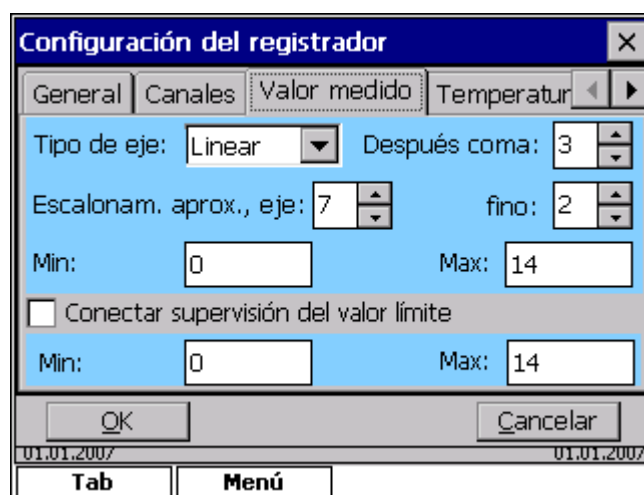 Configuración del registrador
General Canales Valor medido Temperatur
Tipo de eje: Linear Después coma: 3
Escalonam. aprox., eje: 7 fino: 2
Min: 0 Max: 14
Conectar supervisión del valor límite
Min: 0 Max: 14
OK Cancelar
01.01.2007 01.01.2007
Tab Menú